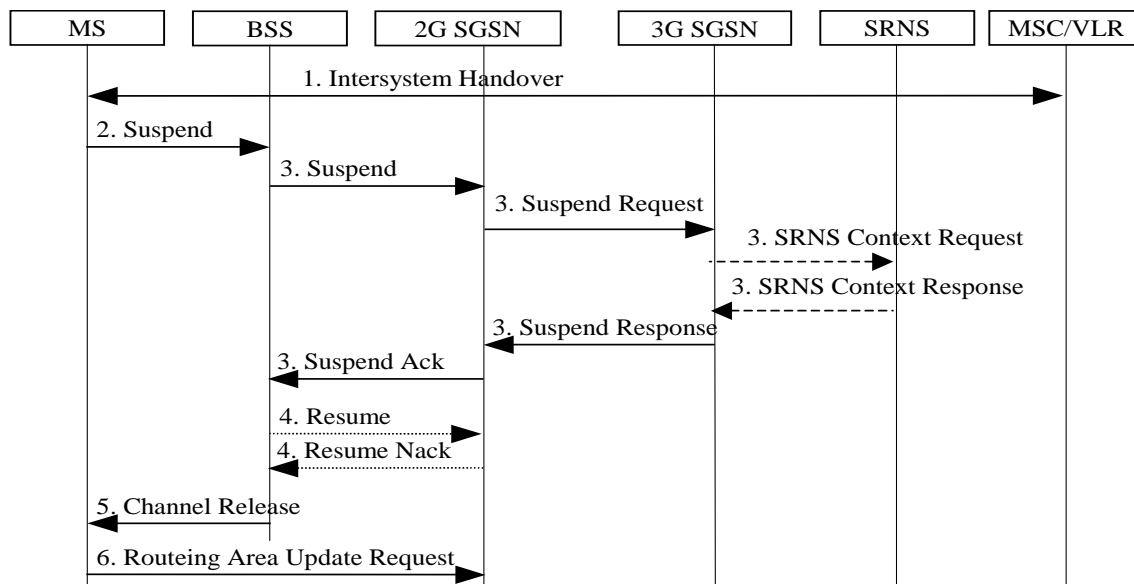 MS BSS 2G SGSN 3G SGSN SRNS MSC/VLR
1. Intersystem Handover
2. Suspend
3. Suspend
3. Suspend Request
3. SRNS Context Request
3. SRNS Context Response
3. Suspend Response
3. Suspend Ack
4. Resume
4. Resume Nack
5. Channel Release
6. Routeing Area Update Request